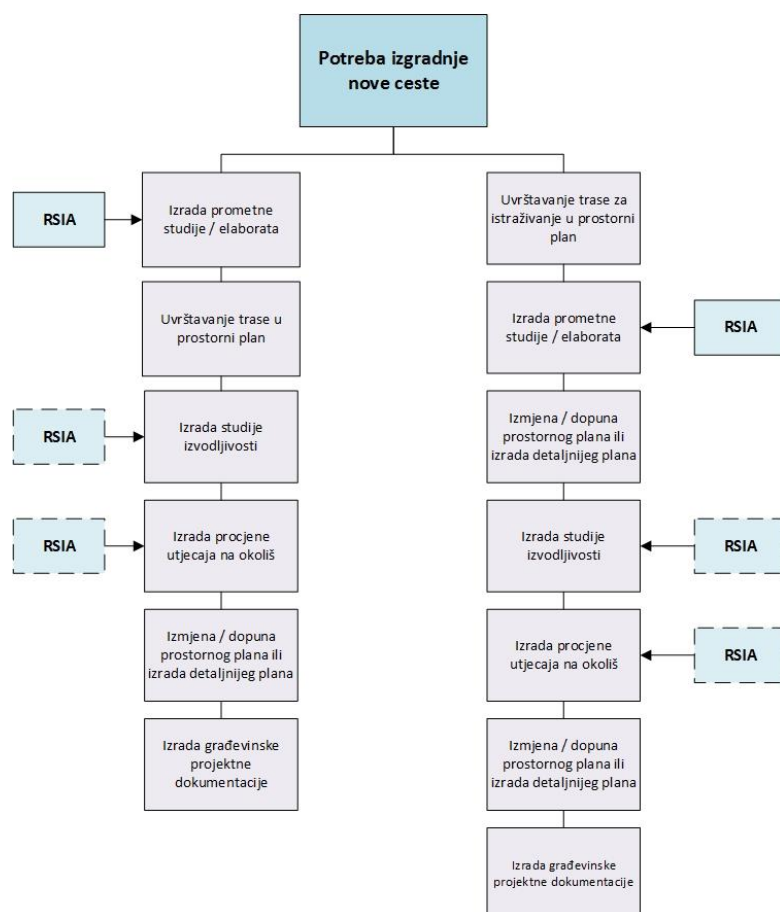 Potreba izgradnje
nove ceste
RSIA
Izrada prometne
studije / elaborata
Uvrštavanje trase u
prostorni plan
RSIA
Izrada studije
izvodljivosti
RSIA
Izrada procjene
utjecaja na okoliš
Izmjena / dopuna
prostornog plana ili
izrada detaljnijeg plana
Izrada građevinske
projektne
dokumentacije
Uvrštavanje trase za
istraživanje u prostorni
plan
Izrada prometne
studije / elaborata
RSIA
Izmjena / dopuna
prostornog plana ili
izrada detaljnijeg plana
Izrada studije
izvodljivosti
RSIA
Izrada procjene
utjecaja na okoliš
RSIA
Izmjena / dopuna
prostornog plana ili
izrada detaljnijeg plana
Izrada građevinske
projektne dokumentacije